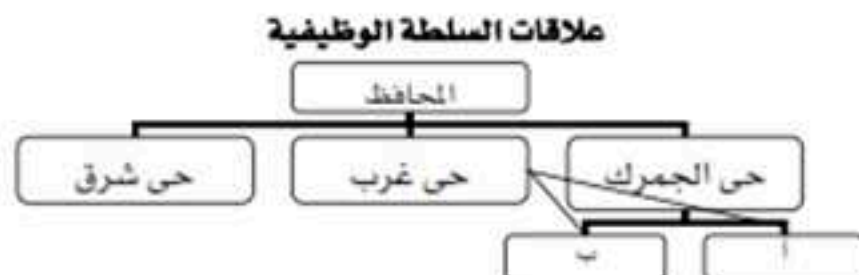 علاقات السلطة الوظيفية
المحافظ
حى الجمرك حى غرب حى شرق
أ ب